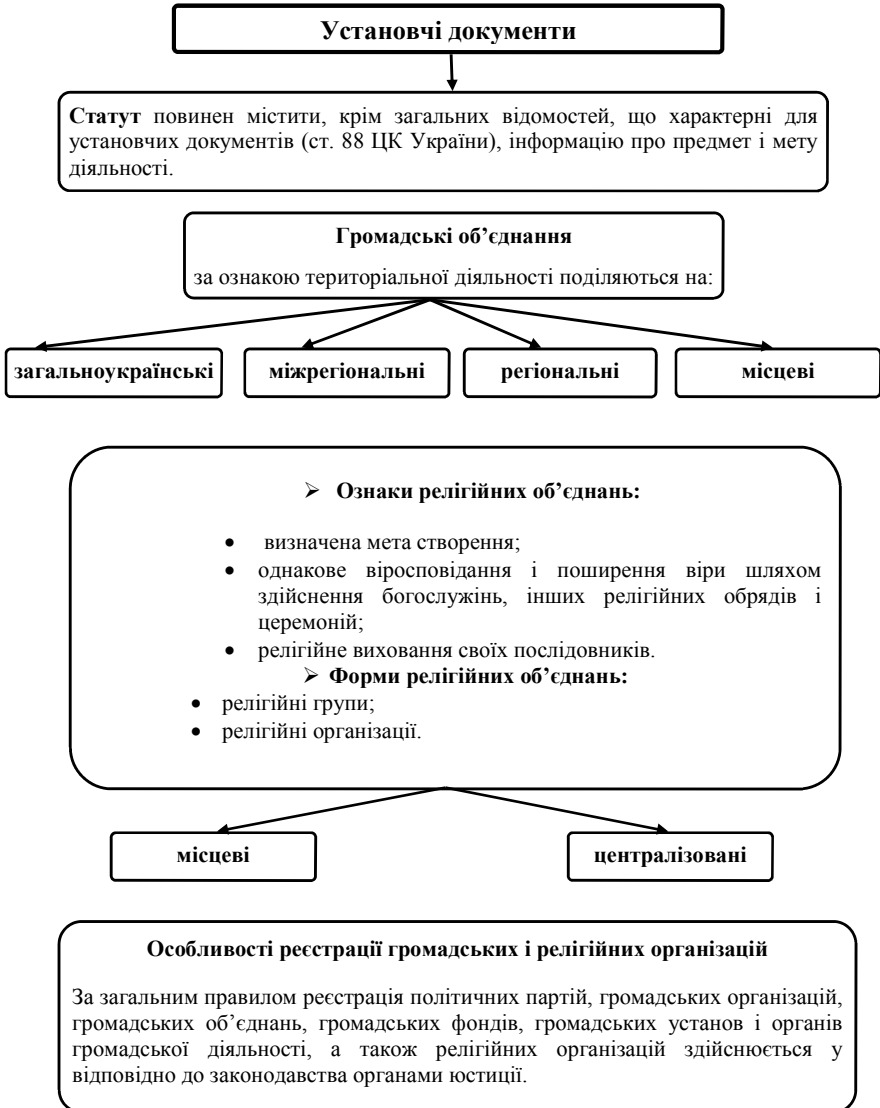 Установчі документи
Статут повинен містити, крім загальних відомостей, що характерні для
установчих документів (ст. 88 ЦК України), інформацію про предмет і мету
діяльності.
Громадські об’єднання
за ознакою територіальної діяльності поділяються на:
загальноукраїнські
міжрегіональні
регіональні
місцеві
➢ Ознаки релігійних об’єднань:
• визначена мета створення;
• однакове віросповідання і поширення віри шляхом
здійснення богослужінь, інших релігійних обрядів і
церемоній;
• релігійне виховання своїх послідовників.
➢ Форми релігійних об’єднань:
• релігійні групи;
• релігійні організації.
місцеві
централізовані
Особливості реєстрації громадських і релігійних організацій
За загальним правилом реєстрація політичних партій, громадських організацій,
громадських об’єднань, громадських фондів, громадських установ і органів
громадської діяльності, а також релігійних організацій здійснюється у
відповідно до законодавства органами юстиції.